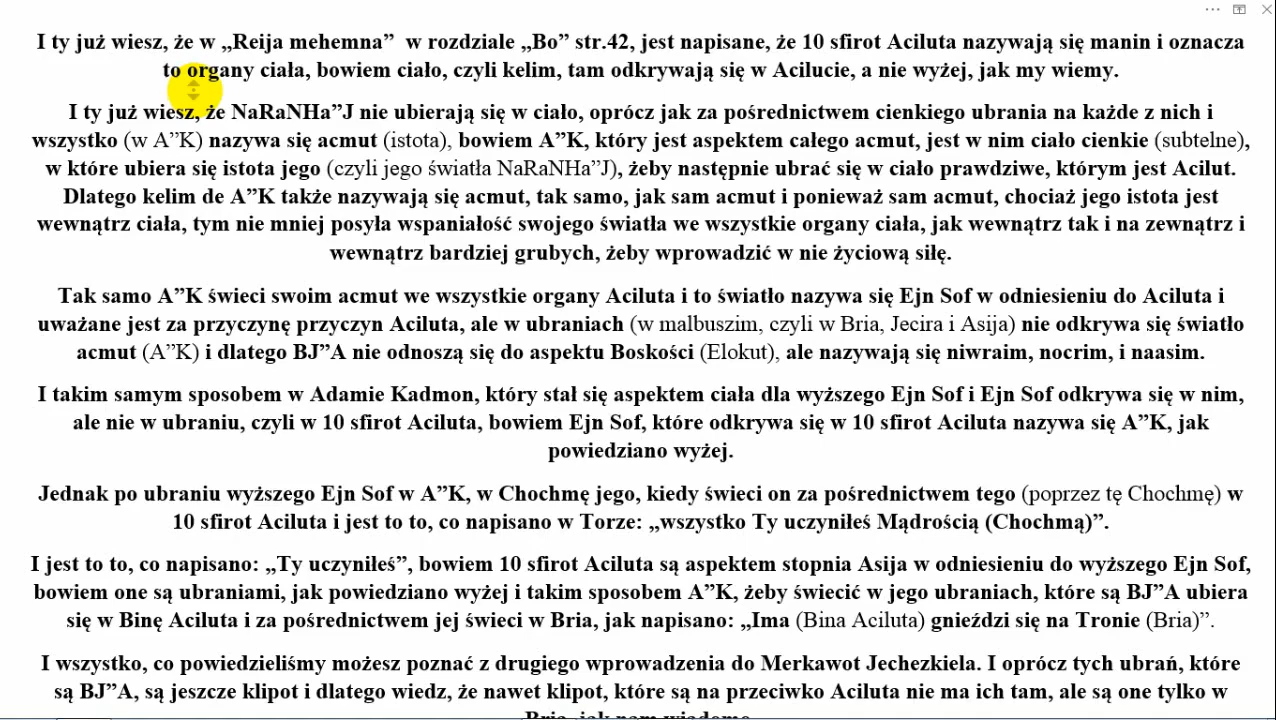 I ty już wiesz, że w „Reija mehemna” w rozdziale „Bo” str.42, jest napisane, że 10 sfirot Aciluta nazywają się manin i oznacza
to organy ciała, bowiem ciało, czyli kelim, tam odkrywają się w Acilucie, a nie wyżej, jak my wiemy.
I ty już wiesz, że NaRaNHa”J nie ubierają się w ciało, oprócz jak za pośrednictwem cienkiego ubrania na każde z nich i
wszystko (w A”K) nazywa się acmut (istota), bowiem A”K, który jest aspektem całego acmut, jest w nim ciało cienkie (subtelne),
w które ubiera się istota jego (czyli jego światła NaRaNHa”J), żeby następnie ubrać się w ciało prawdziwe, którym jest Acilut.
Dlatego kelim de A”K także nazywają się acmut, tak samo, jak sam acmut i ponieważ sam acmut, chociaż jego istota jest
wewnątrz ciała, tym nie mniej posyła wspaniałość swojego światła we wszystkie organy ciała, jak wewnątrz tak i na zewnątrz i
wewnątrz bardziej grubych, żeby wprowadzić w nie życiową siłę.
Tak samo A”K świeci swoim acmut we wszystkie organy Aciluta i to światło nazywa się Ejn Sof w odniesieniu do Aciluta i
uważane jest za przyczynę przyczyn Aciluta, ale w ubraniach (w malbuszim, czyli w Bria, Jecira i Asija) nie odkrywa się światło
acmut (A”K) i dlatego BJ”A nie odnoszą się do aspektu Boskości (Elokut), ale nazywają się niwraim, nocrim, i naasim.
I takim samym sposobem w Adamie Kadmon, który stał się aspektem ciała dla wyższego Ejn Sof i Ejn Sof odkrywa się w nim,
ale nie w ubraniu, czyli w 10 sfirot Aciluta, bowiem Ejn Sof, które odkrywa się w 10 sfirot Aciluta nazywa się A”K, jak
powiedziano wyżej.
Jednak po ubraniu wyższego Ejn Sof w A”K, w Chochmę jego, kiedy świeci on za pośrednictwem tego (poprzez tę Chochmę) w
10 sfirot Aciluta i jest to to, co napisano w Torze: „wszystko Ty uczyniłeś Mądrością (Chochmą)”.
I jest to to, co napisano: „Ty uczyniłeś”, bowiem 10 sfirot Aciluta są aspektem stopnia Asija w odniesieniu do wyższego Ejn Sof,
bowiem one są ubraniami, jak powiedziano wyżej i takim sposobem A”K, żeby świecić w jego ubraniach, które są BJ”A ubiera
się w Binę Aciluta i za pośrednictwem jej świeci w Bria, jak napisano: „Ima (Bina Aciluta) gnieździ się na Tronie (Bria)”.
I wszystko, co powiedzieliśmy możesz poznać z drugiego wprowadzenia do Merkawot Jechezkiela. I oprócz tych ubrań, które
są BJ”A, są jeszcze klipot i dlatego wiedz, że nawet klipot, które są na przeciwko Aciluta nie ma ich tam, ale są one tylko w
Bria, jak nam wiadomo.